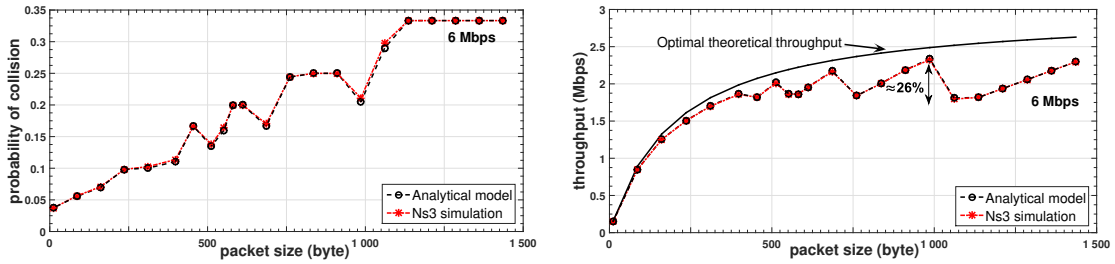 0.35
0.3
0.25
0.2
0.15
0.1
0.05
0
probability of collision
6 Mbps
Analytical model
Ns3 simulation
0
500
1 000
1 500
packet size (byte)
3
2.5
2
1.5
1
0.5
0
throughput (Mbps)
Optimal theoretical throughput
≈26%
6 Mbps
Analytical model
Ns3 simulation
0
500
1 000
1 500
packet size (byte)